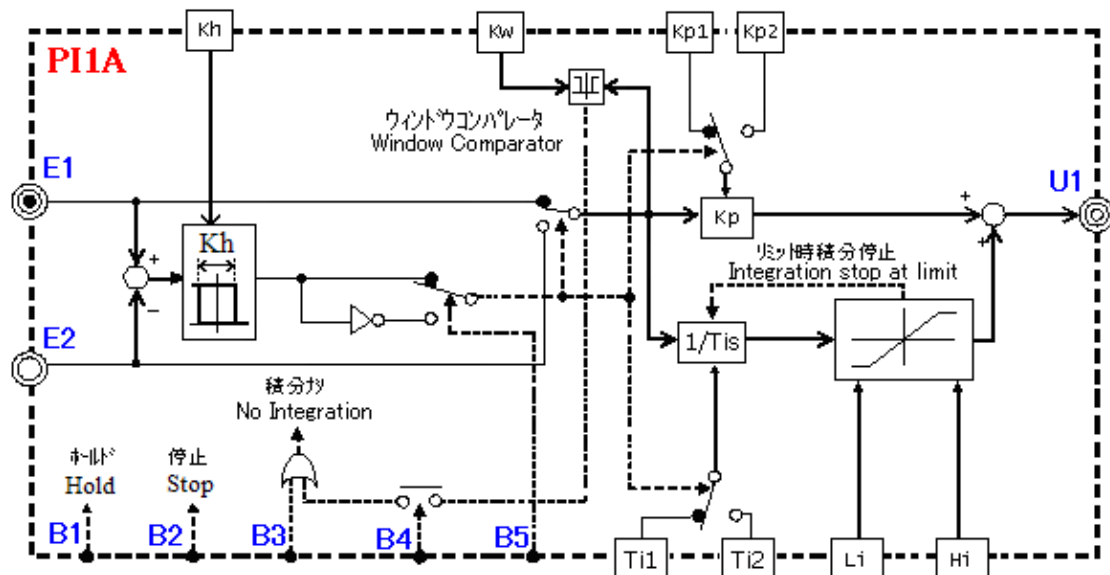 Kh
Kw
Kp1
Kp2
PI1A
ウィンドウコンパレータ
Window Comparator
E1
U1
+
+
Kh
Kp
+
−
リミット時積分停止
Integration stop at limit
E2
1/Tis
積分ナシ
No Integration
ホールド
Hold
停止
Stop
B1
B2
B3
B4
B5
Ti1
Ti2
Li
Hi